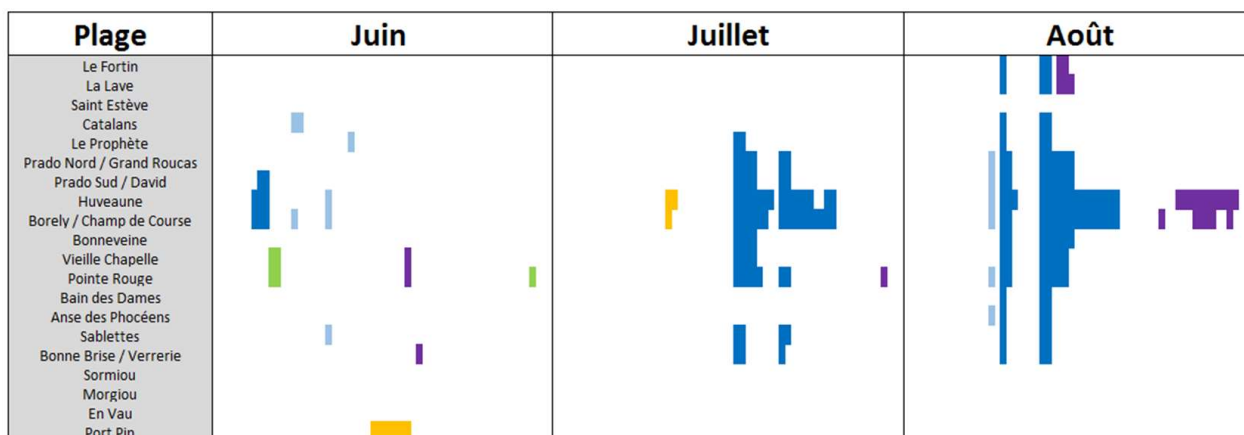 Plage Juin Juillet Août
Le Fortin
La Lave
Saint Estève
Catalans
Le Prophète
Prado Nord / Grand Roucas
Prado Sud / David
Huveaune
Borely / Champ de Course
Bonneveine
Vieille Chapelle
Pointe Rouge
Bain des Dames
Anse des Phocéens
Sablettes
Bonne Brise / Verrerie
Sormiou
Morgiou
En Vau
Port Pin